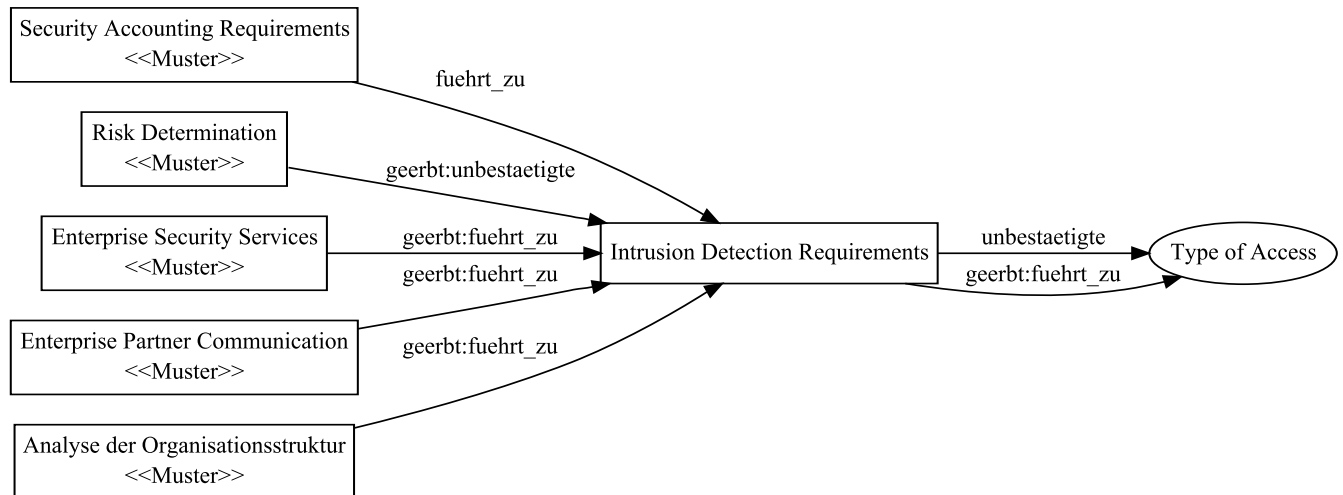 Security Accounting Requirements
<<Muster>>
fuehrt_zu
Risk Determination
<<Muster>>
geerbt:unbestaetigte
Enterprise Security Services
<<Muster>>
geerbt:fuehrt_zu
geerbt:fuehrt_zu
Intrusion Detection Requirements
unbestaetigte
geerbt:fuehrt_zu
Type of Access
Enterprise Partner Communication
<<Muster>>
geerbt:fuehrt_zu
Analyse der Organisationsstruktur
<<Muster>>